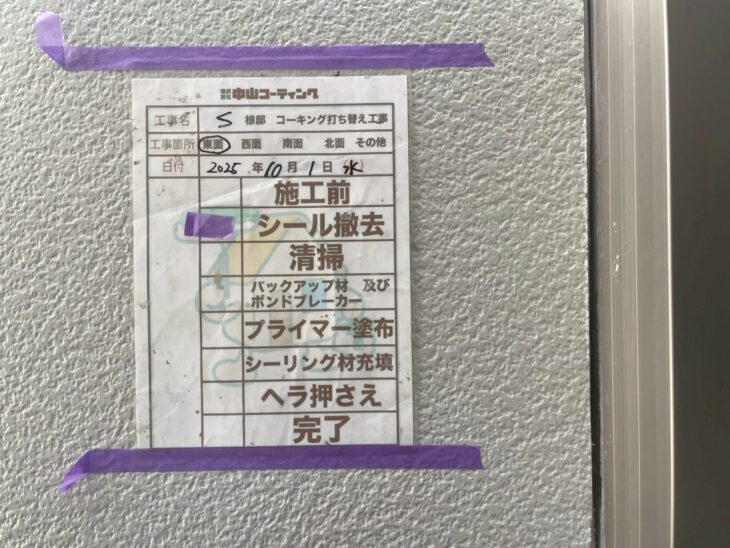 株式会社 中山コーティング
工事名 S 様邸 コーキング打ち替え工事
工事箇所 東面 西面 南面 北面 その他
日付 2025 年 10 月 1 日 水
施工前
シール撤去
清掃
バックアップ材 及び
ボンドブレーカー
プライマー塗布
シーリング材充填
ヘラ押さえ
完了